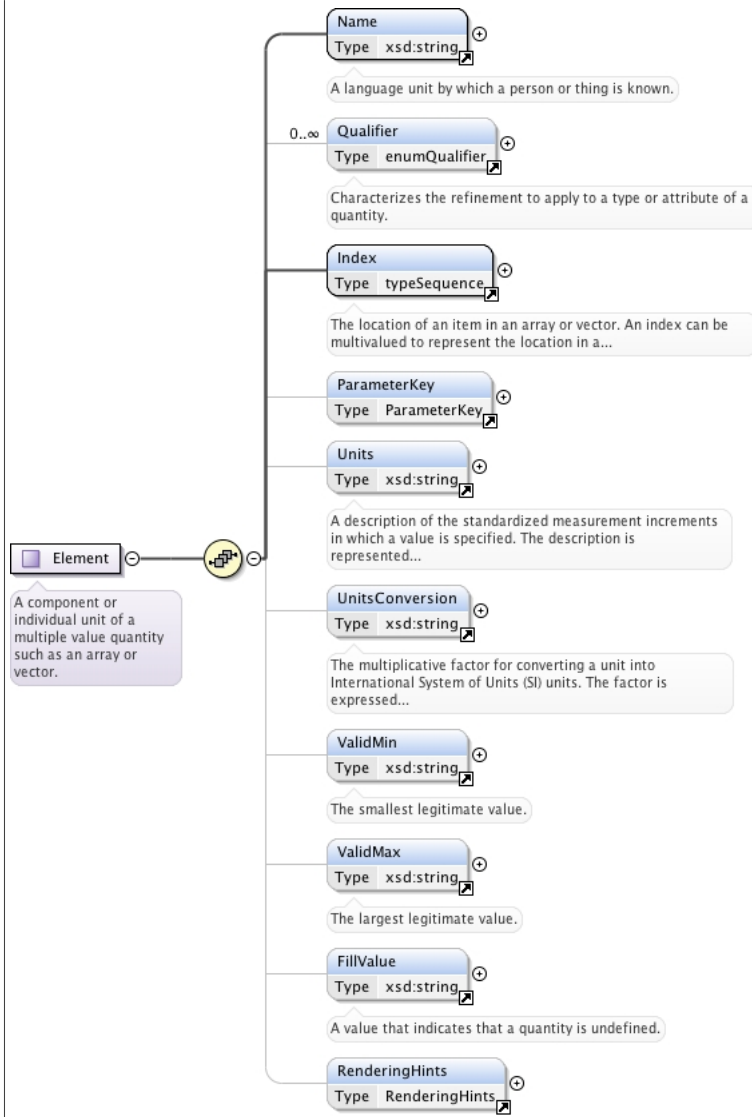 Name
Type xsd:string
A language unit by which a person or thing is known.
0..∞
Qualifier
Type enumQualifier
Characterizes the refinement to apply to a type or attribute of a
quantity.
Index
Type typeSequence
The location of an item in an array or vector. An index can be
multivalued to represent the location in a...
ParameterKey
Type ParameterKey
Units
Type xsd:string
A description of the standardized measurement increments
in which a value is specified. The description is
represented...
Element
A component or
individual unit of a
multiple value quantity
such as an array or
vector.
UnitsConversion
Type xsd:string
The multiplicative factor for converting a unit into
International System of Units (SI) units. The factor is
expressed...
ValidMin
Type xsd:string
The smallest legitimate value.
ValidMax
Type xsd:string
The largest legitimate value.
FillValue
Type xsd:string
A value that indicates that a quantity is undefined.
RenderingHints
Type RenderingHints